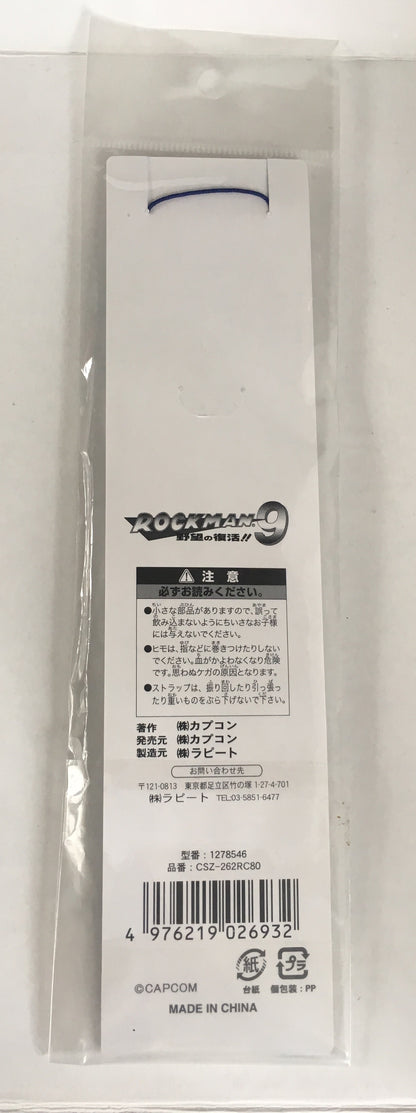 ROCKMAN 9
野望の復活!!
注意
必ずお読みください。
●小さな部品がありますので、誤って
飲み込まないようにちいさなお子様
には与えないでください。
●ヒモは、指などに巻きつけたりしない
でください。血がかよわなくなり危険
です。思わぬケガの原因となります。
●ストラップは、振り回したり引っ張っ
たり重いものをぶら下げないで下さい。
著作 (株)カプコン
発売元 (株)カプコン
製造元 (株)ラピート
お問い合わせ先
〒121-0813 東京都足立区竹の塚 1-27-4-701
(株)ラピート TEL:03-5851-6477
型番：1278546
品番：CSZ-262RC80
4 976219 026932
紙 プラ
台紙 個包装：PP
©CAPCOM
MADE IN CHINA